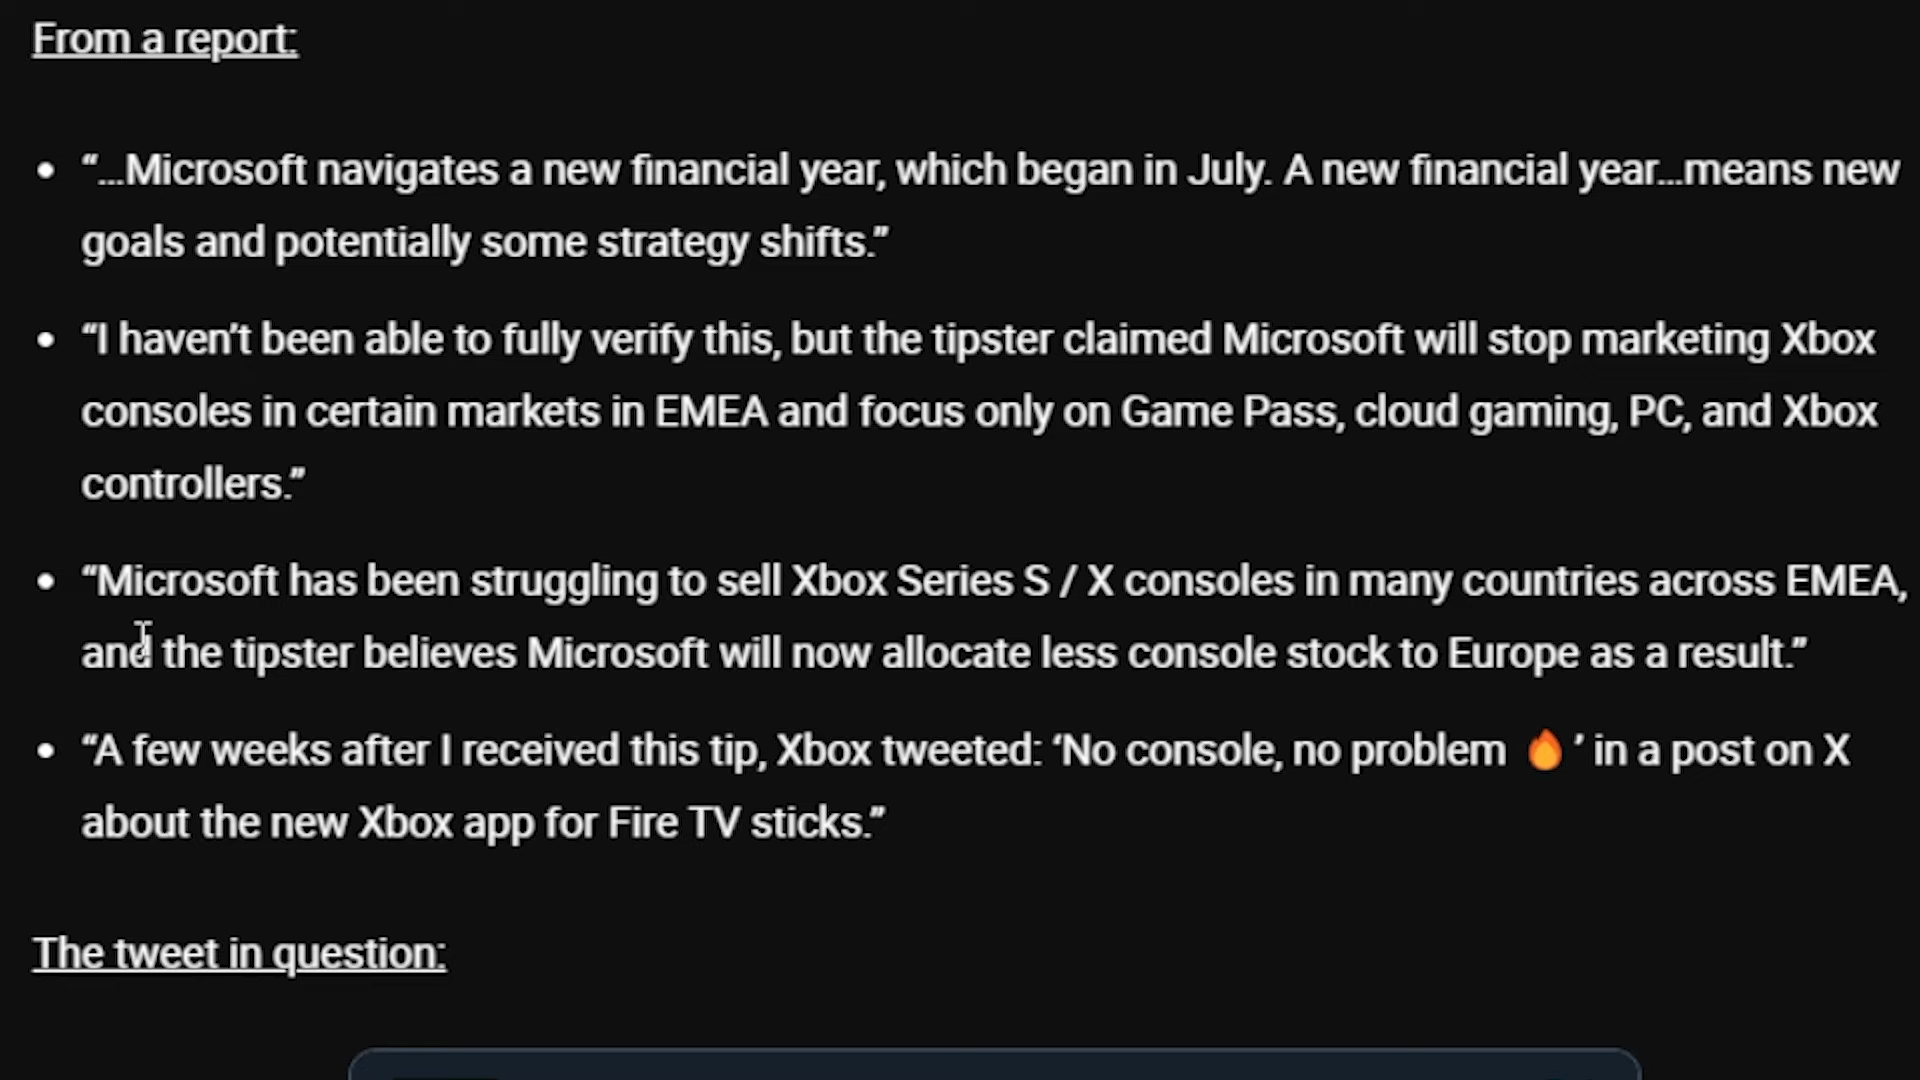 From a report:
• “...Microsoft navigates a new financial year, which began in July. A new financial year...means new
goals and potentially some strategy shifts.”
• “I haven’t been able to fully verify this, but the tipster claimed Microsoft will stop marketing Xbox
consoles in certain markets in EMEA and focus only on Game Pass, cloud gaming, PC, and Xbox
controllers.”
• “Microsoft has been struggling to sell Xbox Series S / X consoles in many countries across EMEA,
and the tipster believes Microsoft will now allocate less console stock to Europe as a result.”
• “A few weeks after I received this tip, Xbox tweeted: ‘No console, no problem 🔥 ’ in a post on X
about the new Xbox app for Fire TV sticks.”
The tweet in question: